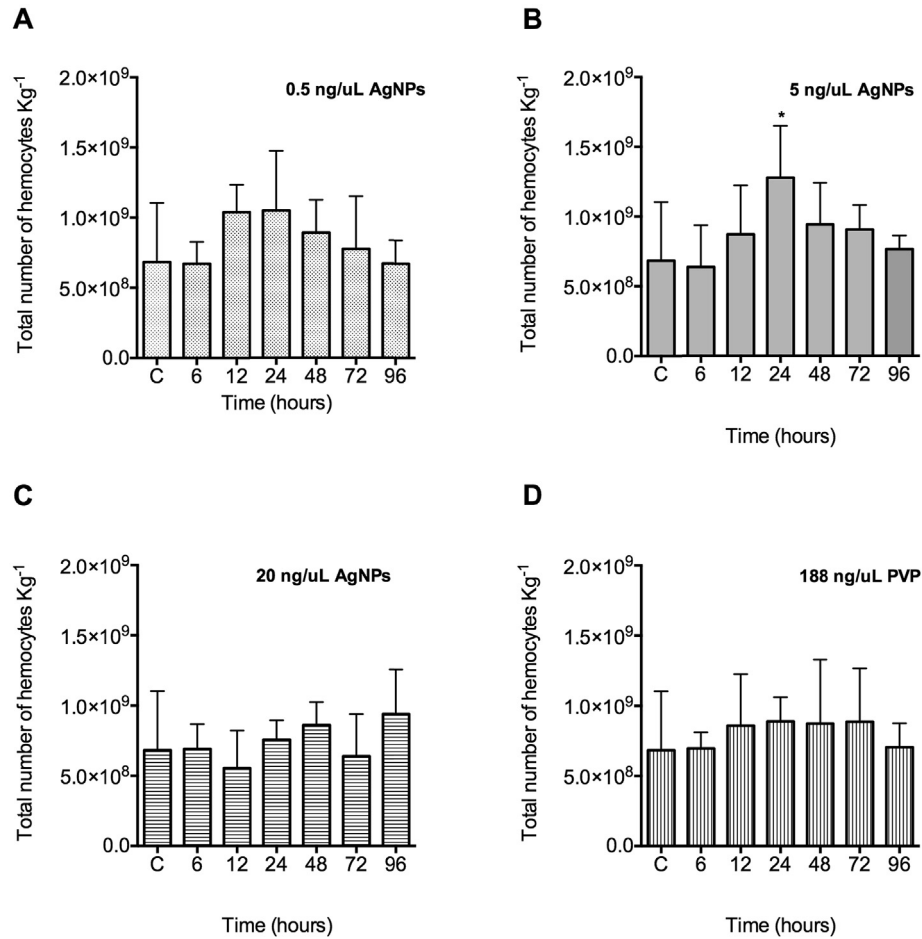 A
Total number of hemocytes Kg⁻¹
0.5 ng/uL AgNPs
2.0×10⁹
1.5×10⁹
1.0×10⁹
5.0×10⁸
0.0
C 6 12 24 48 72 96
Time (hours)
B
Total number of hemocytes Kg⁻¹
5 ng/uL AgNPs
2.0×10⁹
1.5×10⁹
1.0×10⁹
5.0×10⁸
0.0
*
C 6 12 24 48 72 96
Time (hours)
C
Total number of hemocytes Kg⁻¹
20 ng/uL AgNPs
2.0×10⁹
1.5×10⁹
1.0×10⁹
5.0×10⁸
0.0
C 6 12 24 48 72 96
Time (hours)
D
Total number of hemocytes Kg⁻¹
188 ng/uL PVP
2.0×10⁹
1.5×10⁹
1.0×10⁹
5.0×10⁸
0.0
C 6 12 24 48 72 96
Time (hours)